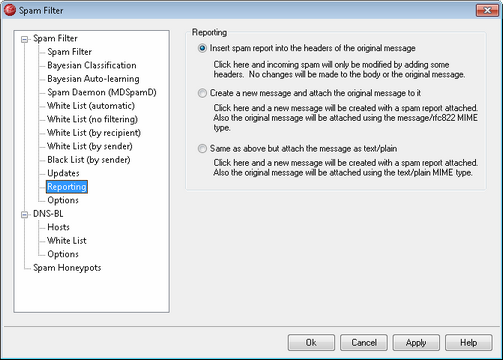 Spam Filter
Spam Filter
Spam Filter
Bayesian Classification
Bayesian Auto-learning
Spam Daemon (MDSpamD)
White List (automatic)
White List (no filtering)
White List (by recipient)
White List (by sender)
Black List (by sender)
Updates
Reporting
Options
DNS-BL
Hosts
White List
Options
Spam Honeypots
Reporting
Insert spam report into the headers of the original message
Click here and incoming spam will only be modified by adding some
headers. No changes will be made to the body or the original message.
Create a new message and attach the original message to it
Click here and a new message will be created with a spam report attached.
Also the original message will be attached using the message/rfc822 MIME
type.
Same as above but attach the message as text/plain
Click here and a new message will be created with a spam report attached.
Also the original message will be attached using the text/plain MIME type.
Ok
Cancel
Apply
Help